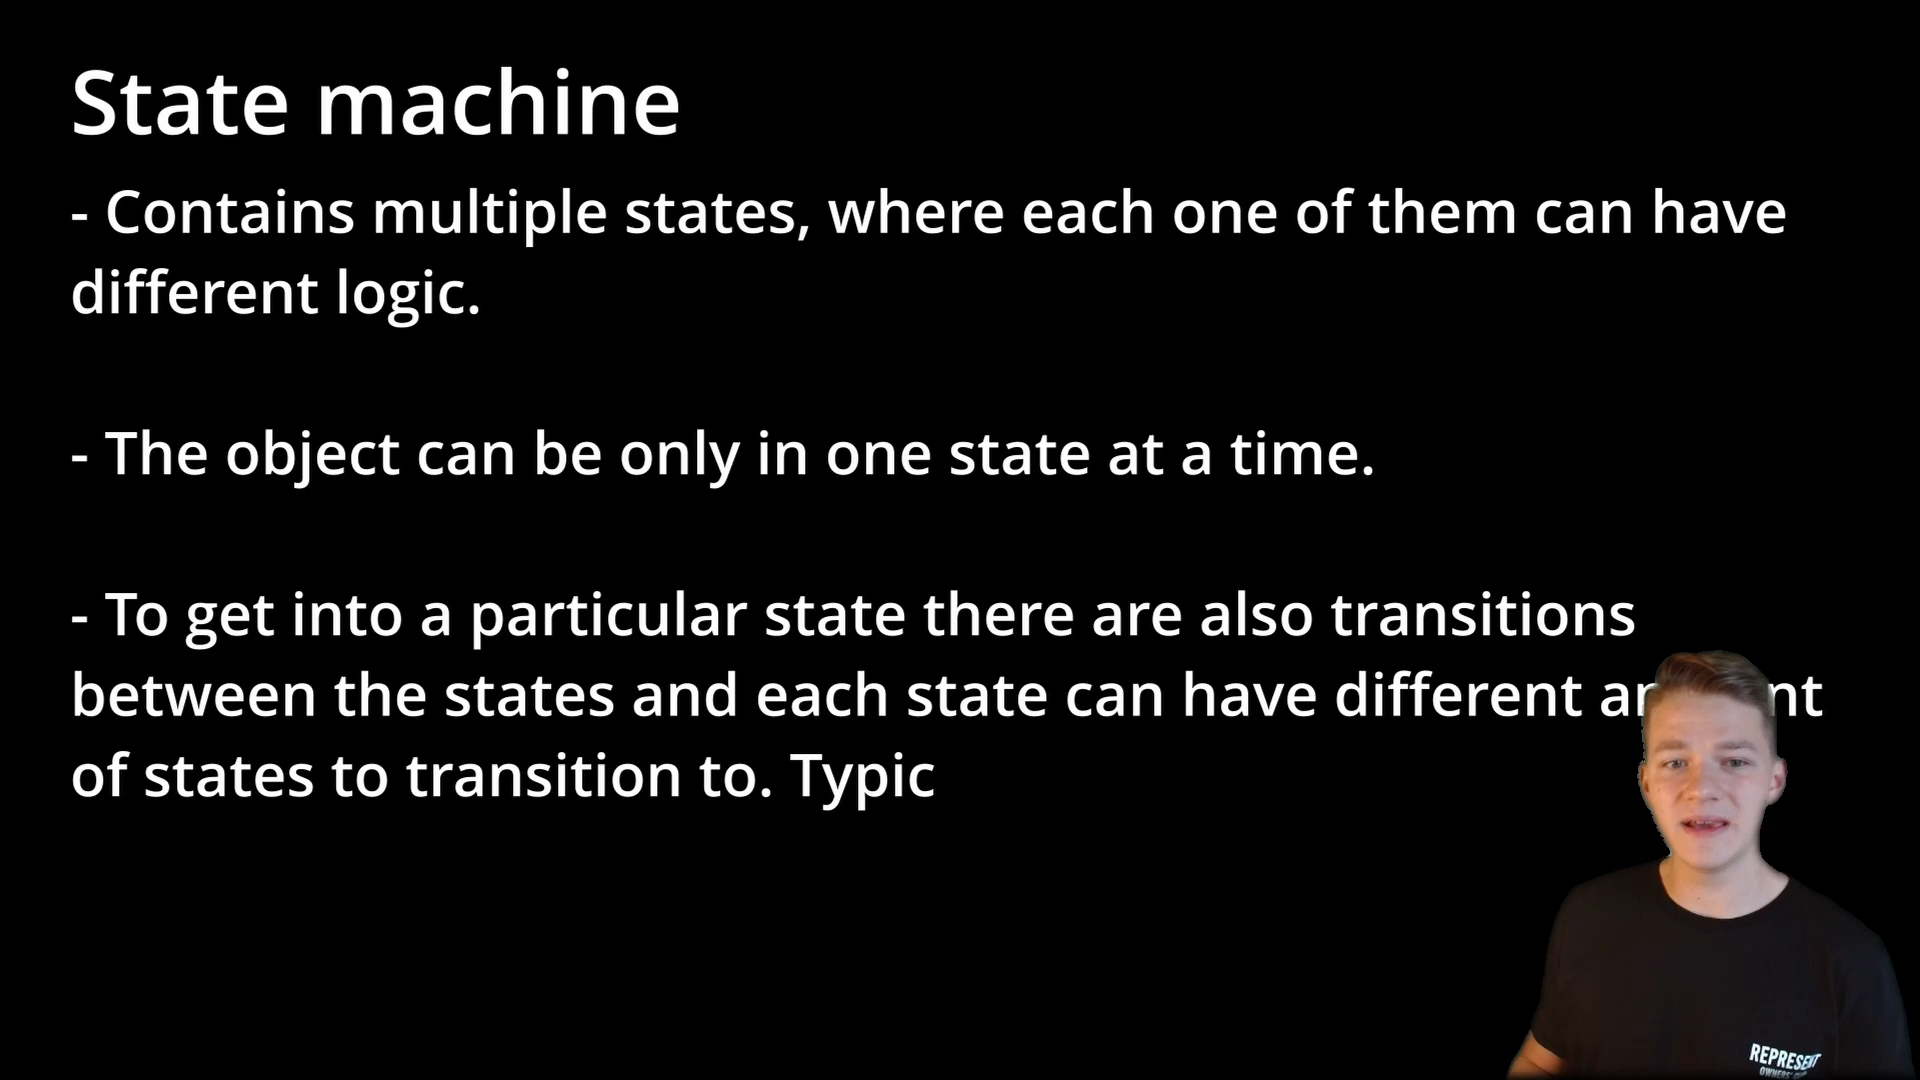 State machine
- Contains multiple states, where each one of them can have
different logic.
- The object can be only in one state at a time.
- To get into a particular state there are also transitions
between the states and each state can have different
of states to transition to. Typic
REPRESENT